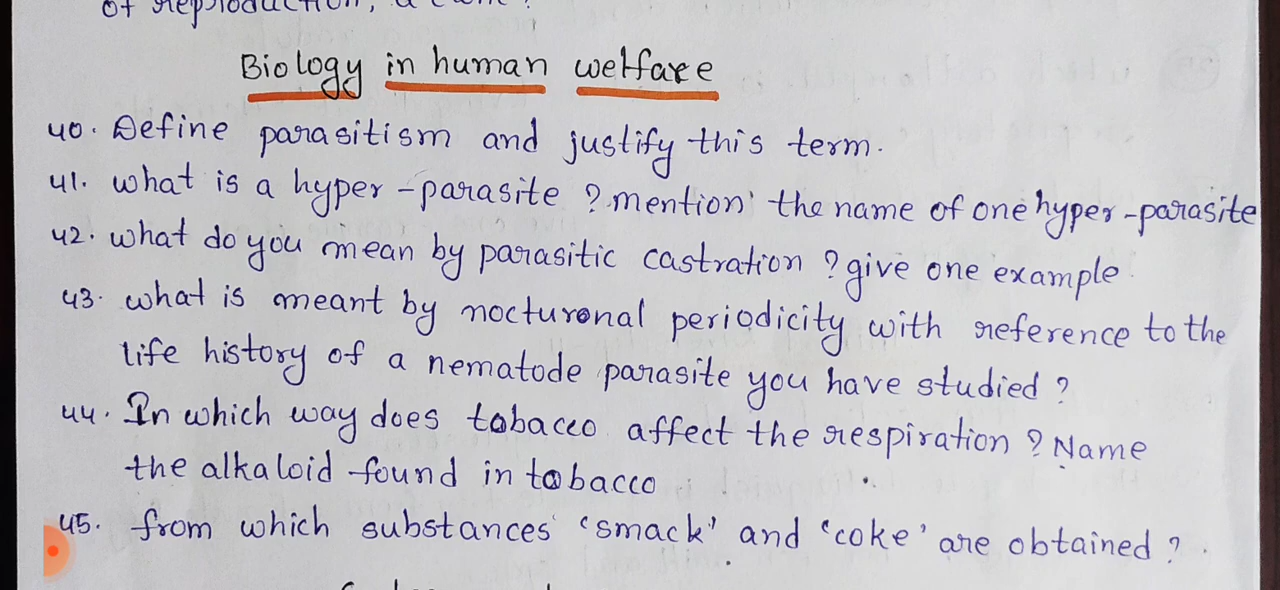 of reproduction, a
Biology in human welfare
40. Define parasitism and justify this term.
41. what is a hyper-parasite ? mention the name of one hyper-parasite
42. what do you mean by parasitic castration ? give one example
43. what is meant by nocturonal periodicity with reference to the
life history of a nematode parasite you have studied ?
44. In which way does tobacco affect the respiration ? Name
the alkaloid found in tobacco
45. from which substances 'smack' and 'coke' are obtained ?